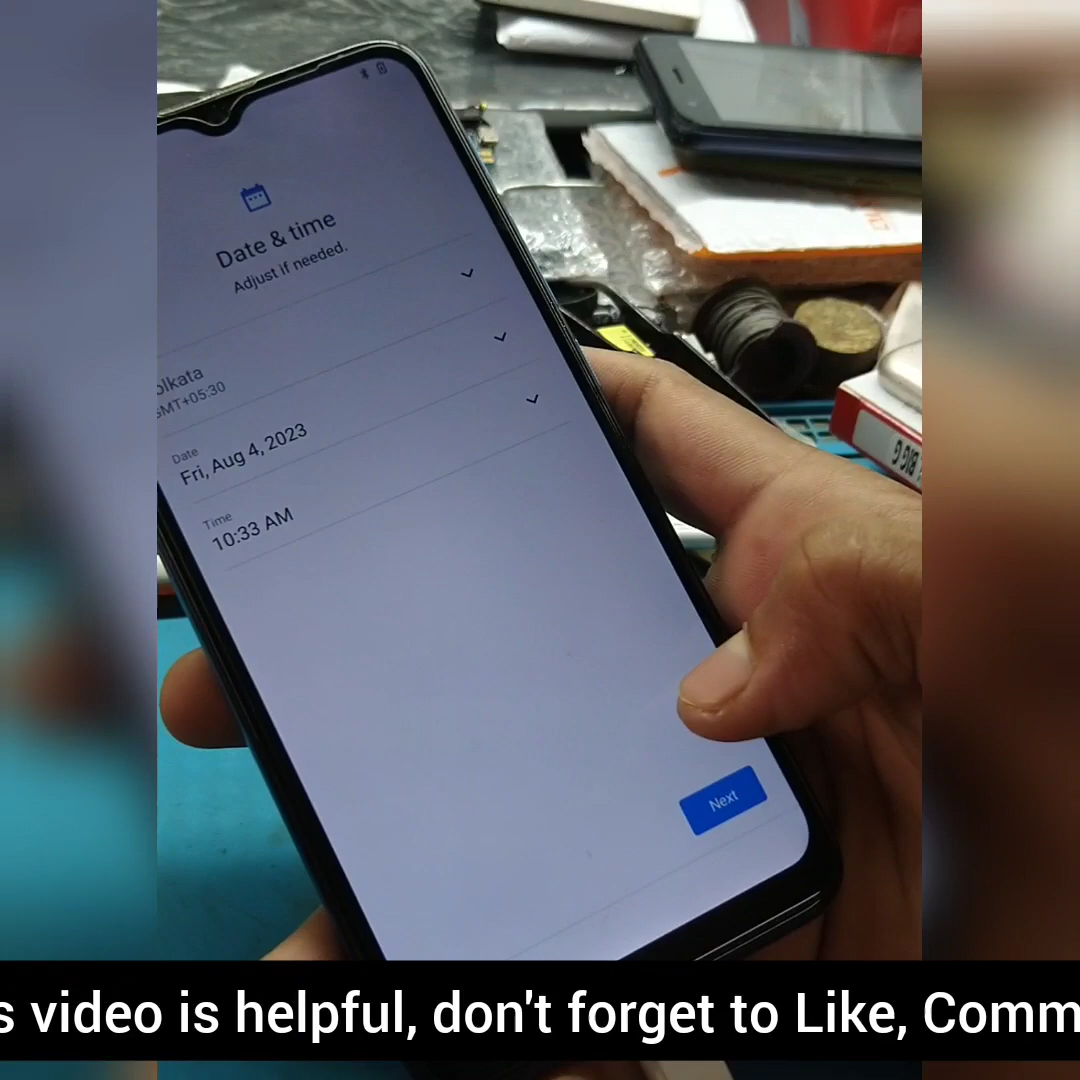 Date & time
Adjust if needed.
olkata
GMT+05:30
Date
Fri, Aug 4, 2023
Time
10:33 AM
Next
BIG G
s video is helpful, don't forget to Like, Comm